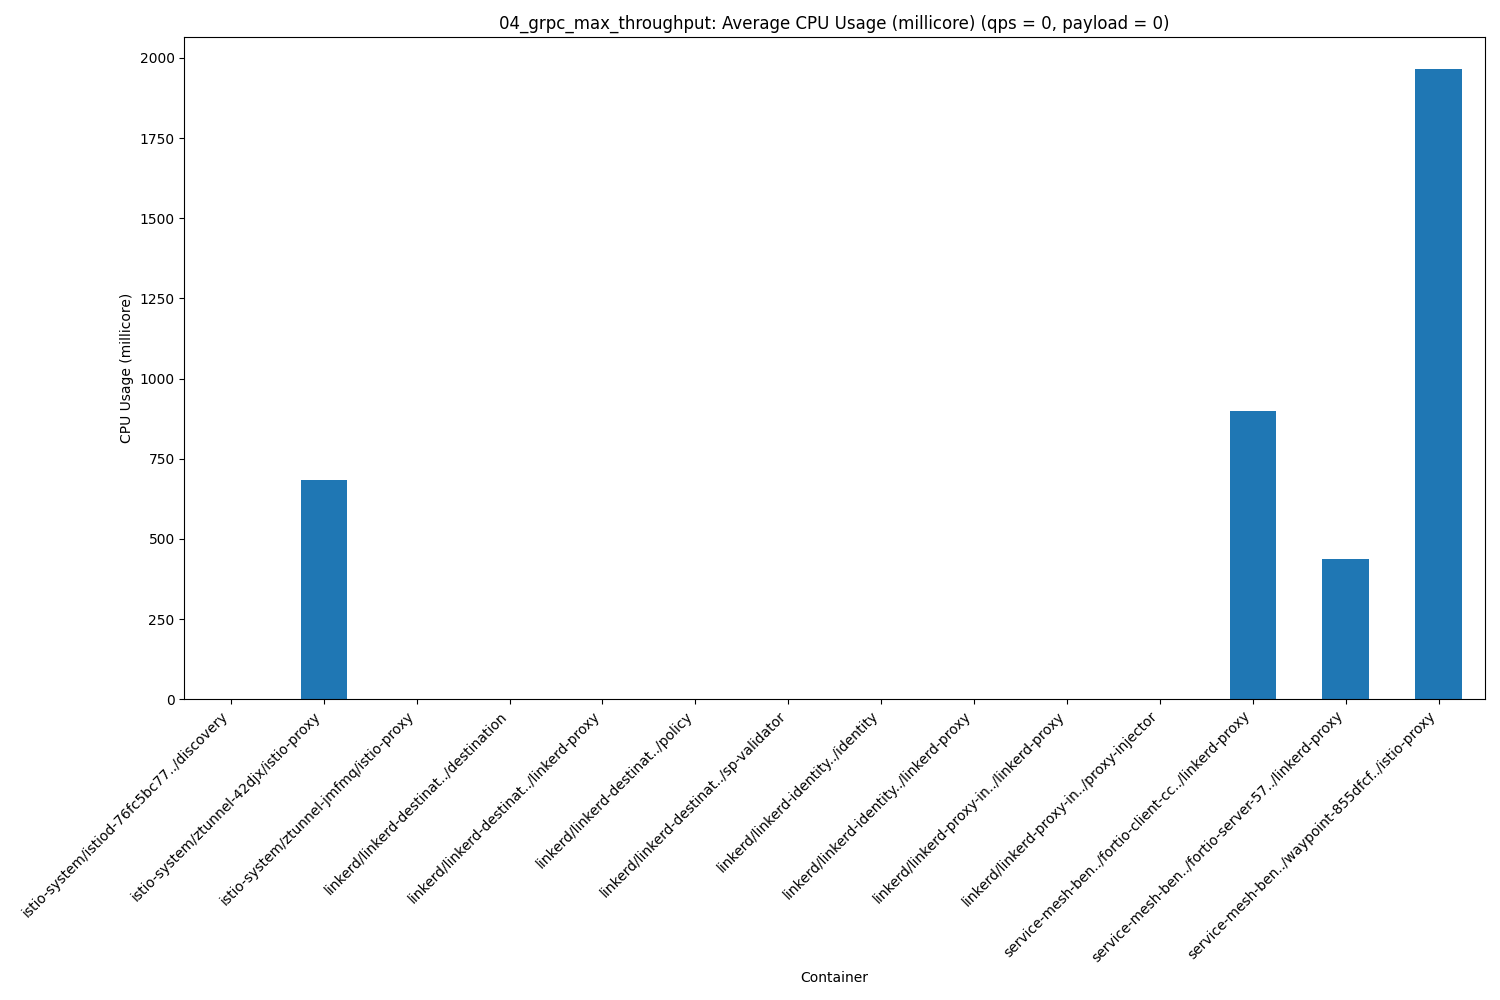 04_grpc_max_throughput: Average CPU Usage (millicore) (qps = 0, payload = 0)
CPU Usage (millicore)
2000
1750
1500
1250
1000
750
500
250
0
istio-system/istiod-76fc5bc77../discovery
istio-system/ztunnel-42djx/istio-proxy
istio-system/ztunnel-jmfmq/istio-proxy
linkerd/linkerd-destinat../destination
linkerd/linkerd-destinat../linkerd-proxy
linkerd/linkerd-destinat../policy
linkerd/linkerd-destinat../sp-validator
linkerd/linkerd-identity../identity
linkerd/linkerd-identity../linkerd-proxy
linkerd/linkerd-proxy-in../linkerd-proxy
linkerd/linkerd-proxy-in../proxy-injector
service-mesh-ben../fortio-client-cc../linkerd-proxy
service-mesh-ben../fortio-server-57../linkerd-proxy
service-mesh-ben../waypoint-855dfcf../istio-proxy
Container